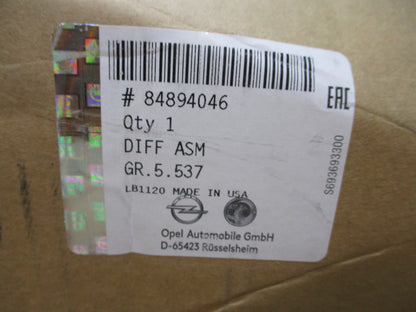 # 84894046
EAC
Qty 1
DIFF ASM
GR.5.537
LB1120 MADE IN USA
S693693300
Opel Automobile GmbH
D-65423 Rüsselsheim